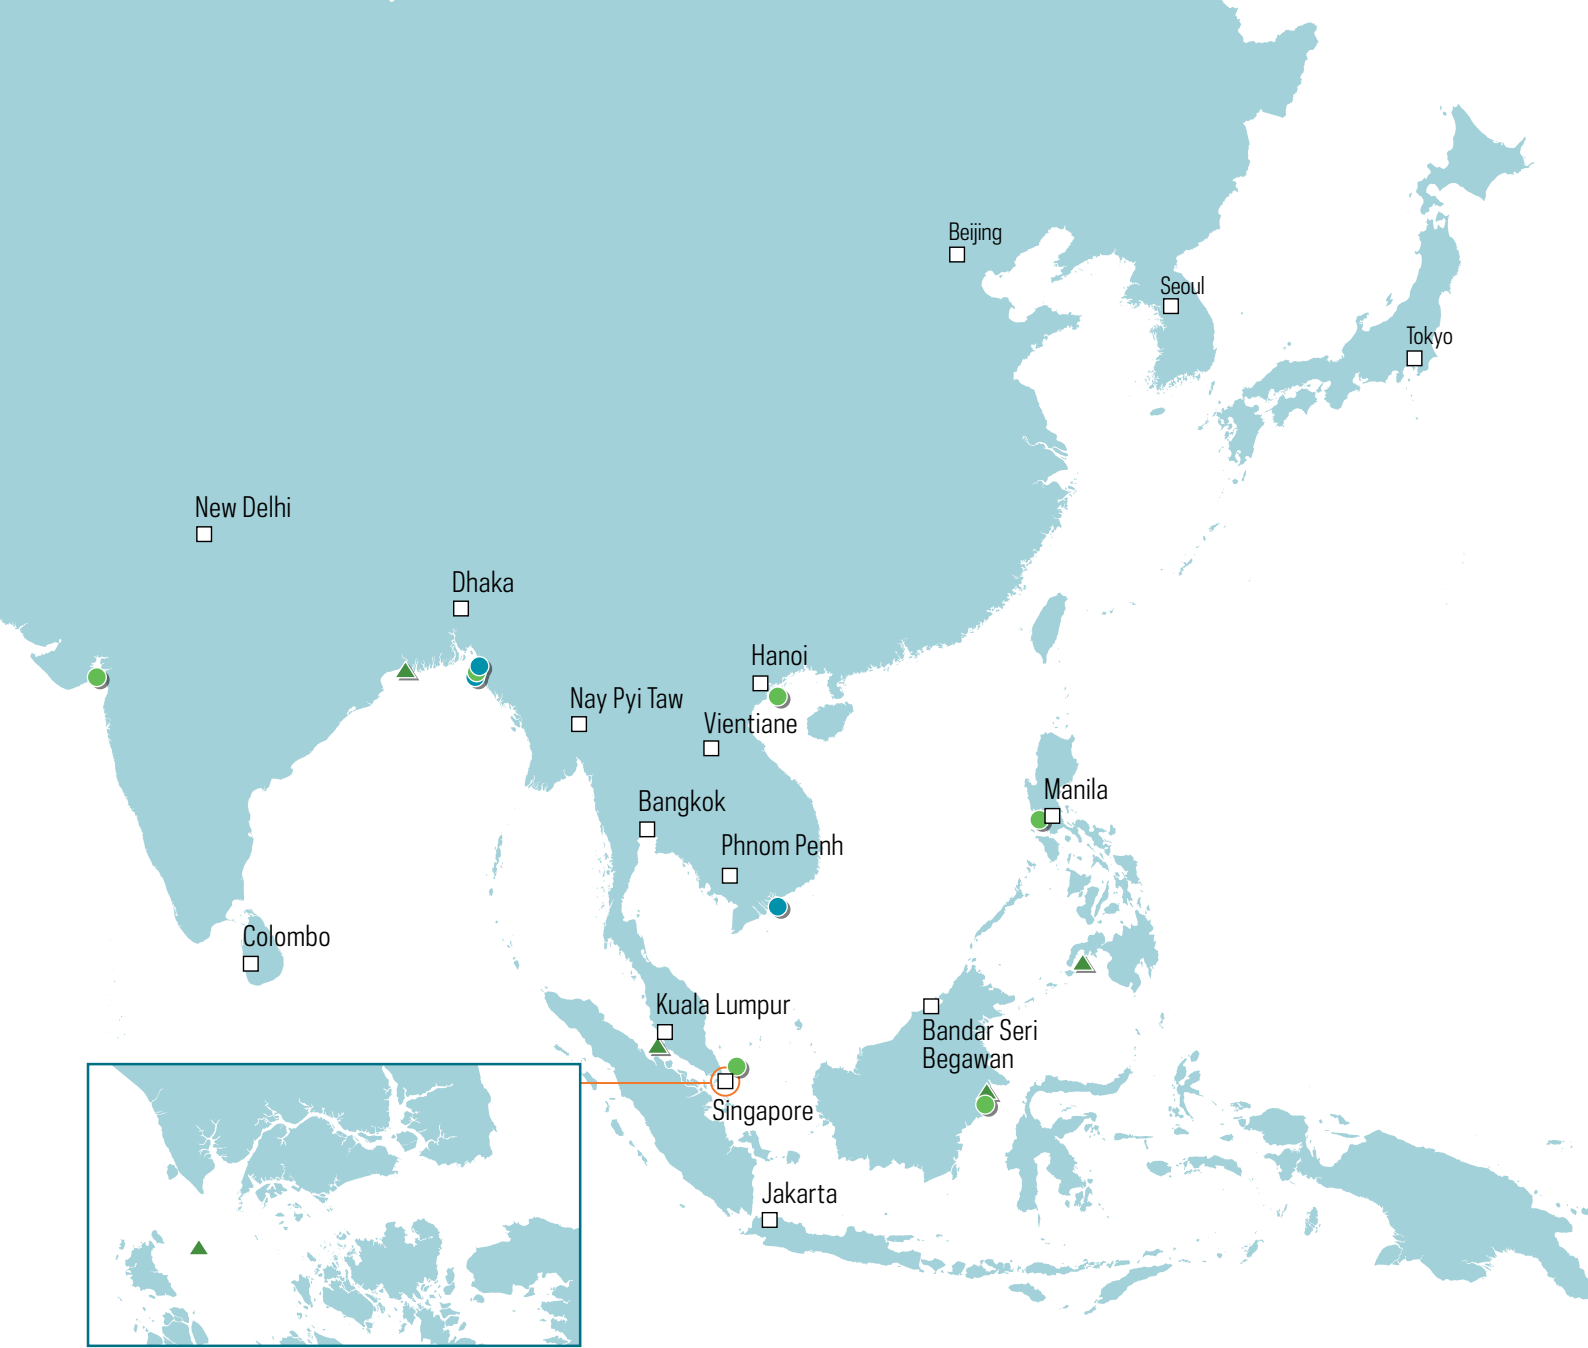 Beijing
Seoul
Tokyo
New Delhi
Dhaka
Hanoi
Nay Pyi Taw
Vientiane
Manila
Bangkok
Phnom Penh
Colombo
Kuala Lumpur
Bandar Seri
Begawan
Singapore
Jakarta